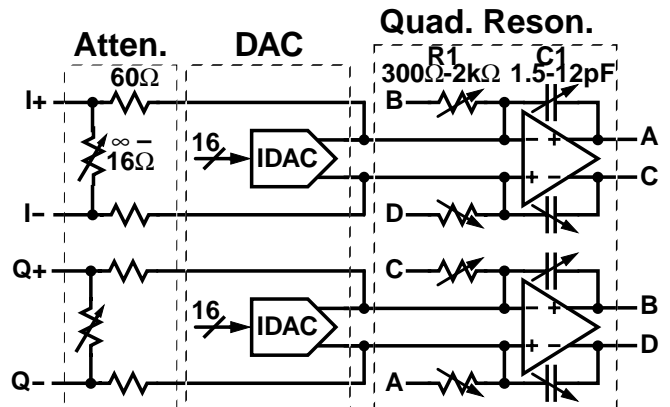 Atten. DAC Quad. Reson.
R1 C1
60Ω 300Ω-2kΩ 1.5-12pF
I+ B
∞ − 16 − + A
16Ω IDAC
+ − C
I− D
Q+ C
16 − + B
IDAC
+ − D
Q− A